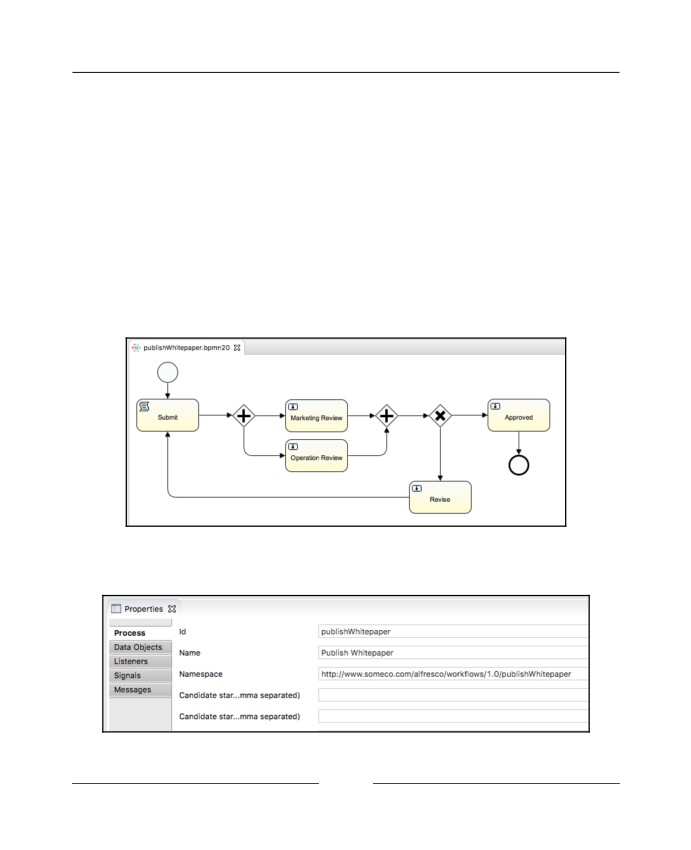 publishWhitepaper.bpmn20
Submit
Marketing Review
Operation Review
Approved
Revise
Properties
Process
Data Objects
Listeners
Signals
Messages
Id
publishWhitepaper
Name
Publish Whitepaper
Namespace
http://www.someco.com/alfresco/workflows/1.0/publishWhitepaper
Candidate star...mma separated)
Candidate star...mma separated)